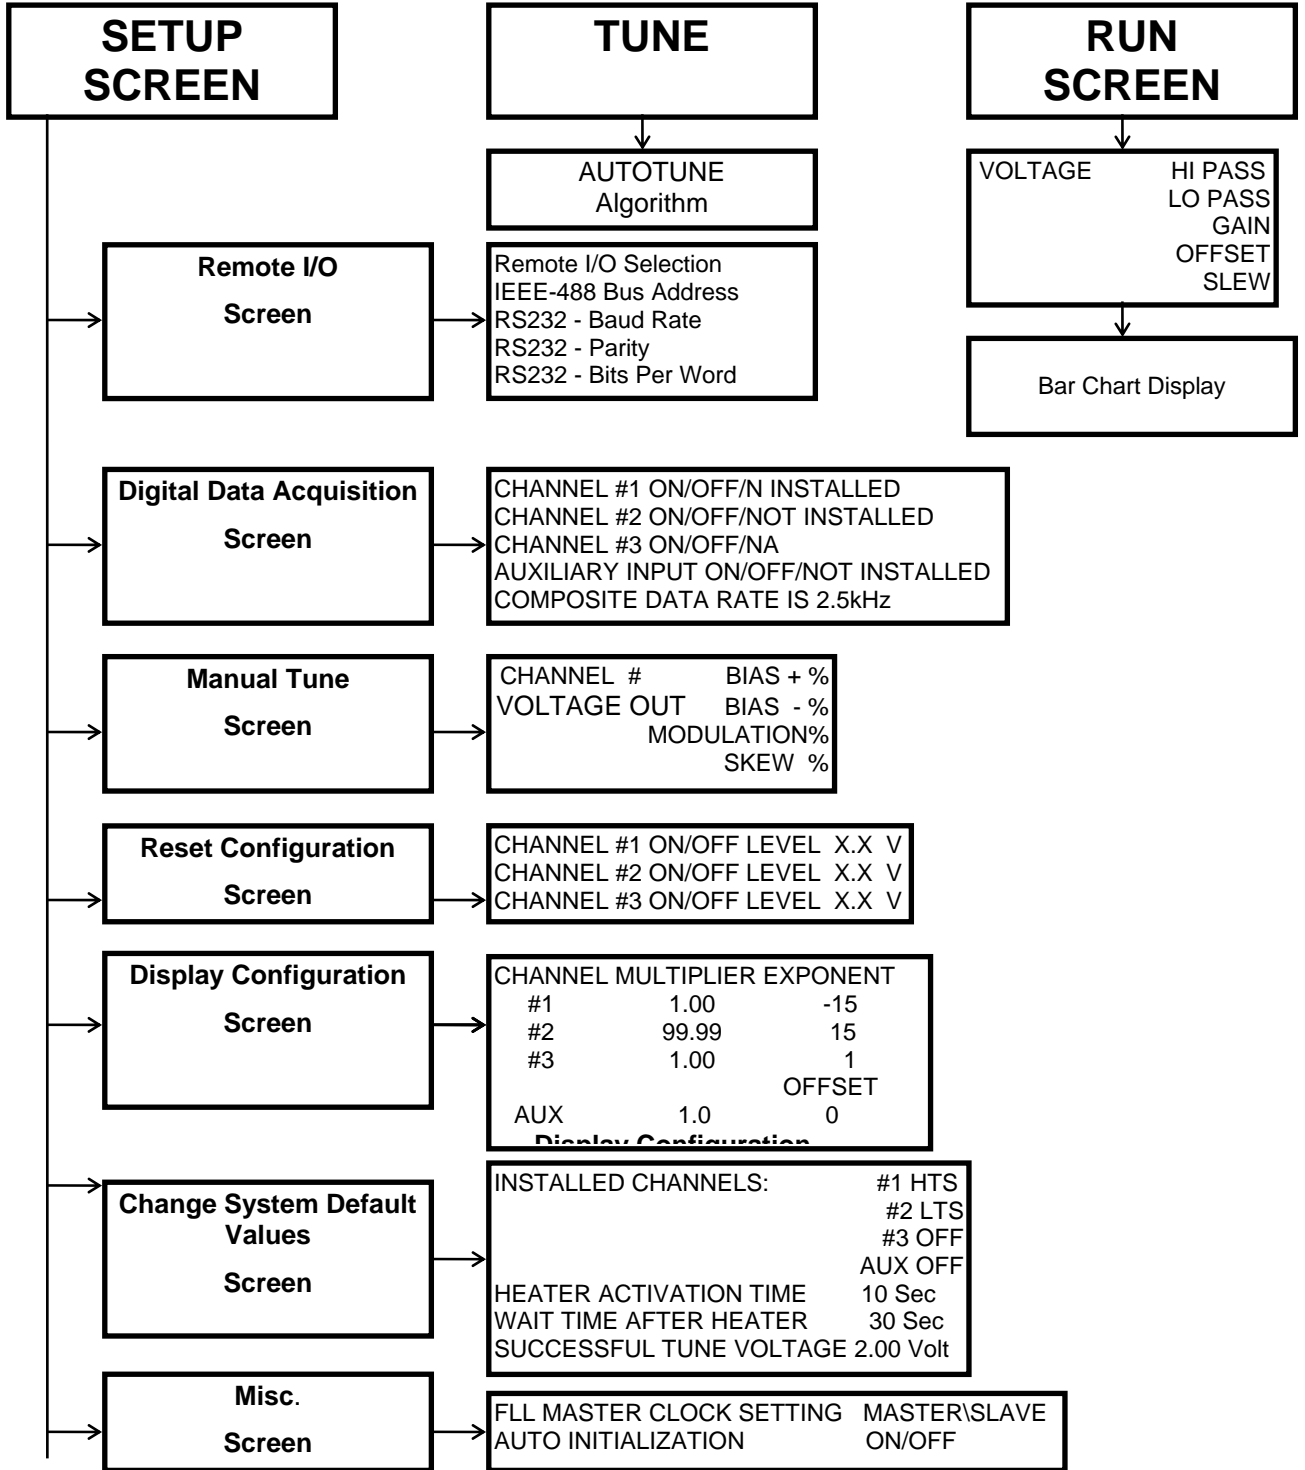 SETUP
SCREEN
TUNE
RUN
SCREEN
AUTOTUNE
Algorithm
VOLTAGE HI PASS
LO PASS
GAIN
OFFSET
SLEW
Bar Chart Display
Remote I/O
Screen
Remote I/O Selection
IEEE-488 Bus Address
RS232 - Baud Rate
RS232 - Parity
RS232 - Bits Per Word
Digital Data Acquisition
Screen
CHANNEL #1 ON/OFF/N INSTALLED
CHANNEL #2 ON/OFF/NOT INSTALLED
CHANNEL #3 ON/OFF/NA
AUXILIARY INPUT ON/OFF/NOT INSTALLED
COMPOSITE DATA RATE IS 2.5kHz
Manual Tune
Screen
CHANNEL # BIAS + %
VOLTAGE OUT BIAS - %
MODULATION%
SKEW %
Reset Configuration
Screen
CHANNEL #1 ON/OFF LEVEL X.X V
CHANNEL #2 ON/OFF LEVEL X.X V
CHANNEL #3 ON/OFF LEVEL X.X V
Display Configuration
Screen
CHANNEL MULTIPLIER EXPONENT
#1 1.00 -15
#2 99.99 15
#3 1.00 1
OFFSET
AUX 1.0 0
Display Configuration
Change System Default
Values
Screen
INSTALLED CHANNELS: #1 HTS
#2 LTS
#3 OFF
AUX OFF
HEATER ACTIVATION TIME 10 Sec
WAIT TIME AFTER HEATER 30 Sec
SUCCESSFUL TUNE VOLTAGE 2.00 Volt
Misc.
Screen
FLL MASTER CLOCK SETTING MASTER\SLAVE
AUTO INITIALIZATION ON/OFF